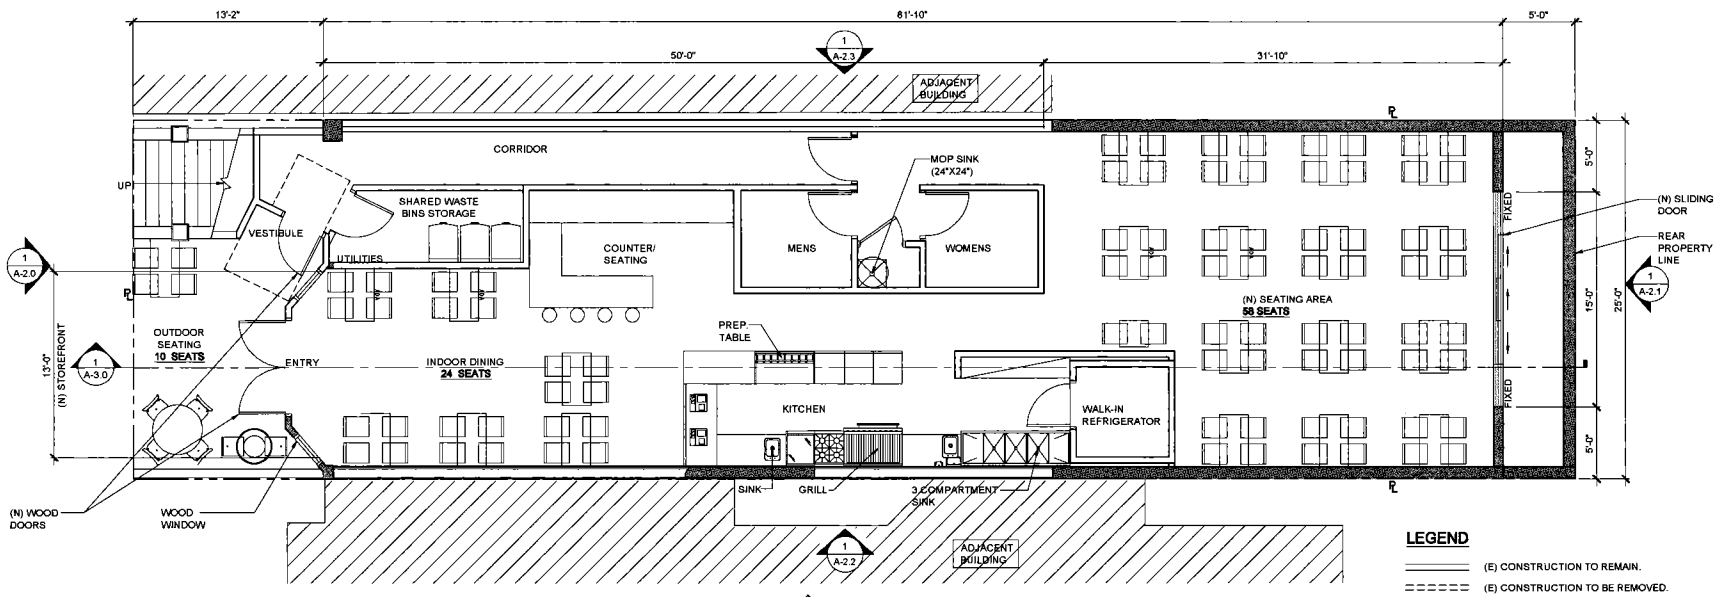 13'-2"
81'-10"
5'-0"
50'-0"
1
A-2.3
31'-10"
ADJACENT
BUILDING
PL
CORRIDOR
MOP SINK
(24"X24")
5'-0"
UP
SHARED WASTE
BINS STORAGE
FIXED
(N) SLIDING
DOOR
VESTIBULE
COUNTER/
SEATING
MENS
WOMENS
REAR
PROPERTY
LINE
1
A-2.0
UTILITIES
1
A-2.1
PL
(N) SEATING AREA
58 SEATS
15'-0"
25'-0"
OUTDOOR
SEATING
10 SEATS
PREP.
TABLE
1
A-3.0
13'-0"
(N) STOREFRONT
ENTRY
INDOOR DINING
24 SEATS
FIXED
KITCHEN
WALK-IN
REFRIGERATOR
5'-0"
(N) WOOD
DOORS
WOOD
WINDOW
SINK
GRILL
3 COMPARTMENT
SINK
PL
1
A-2.2
ADJACENT
BUILDING
LEGEND
(E) CONSTRUCTION TO REMAIN.
(E) CONSTRUCTION TO BE REMOVED.